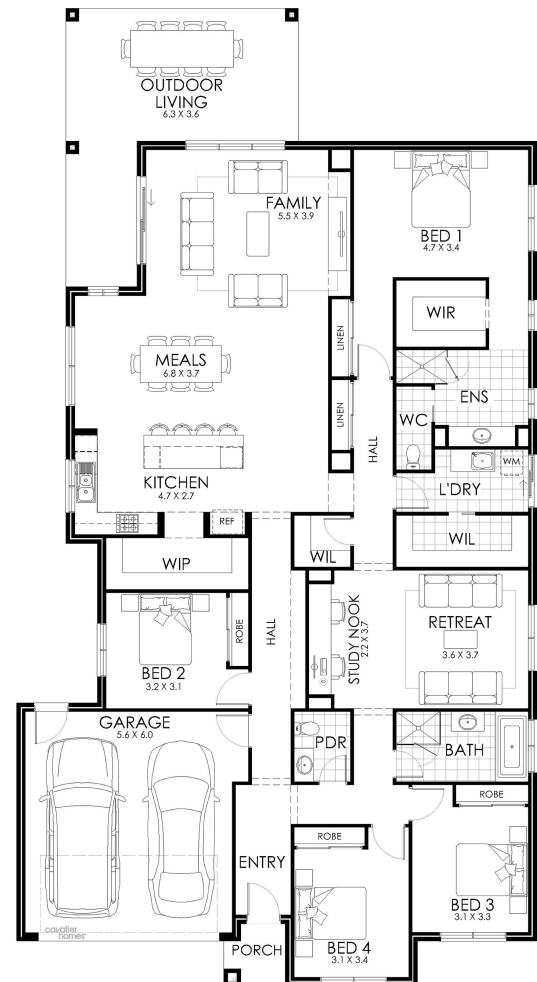 OUTDOOR
LIVING
6.3 X 3.6
FAMILY
5.5 X 3.9
BED 1
4.7 X 3.4
WIR
LINEN
MEALS
6.8 X 3.7
ENS
LINEN
WC
HALL
KITCHEN
4.7 X 2.7
L'DRY
WM
REF
WIP
WIL
WIL
HALL
ROBE
BED 2
3.2 X 3.1
STUDY NOOK
2.2 X 3.7
RETREAT
3.6 X 3.7
GARAGE
5.6 X 6.0
PDR
BATH
ROBE
ROBE
ENTRY
BED 3
3.1 X 3.3
cavalier
homes
PORCH
BED 4
3.1 X 3.4